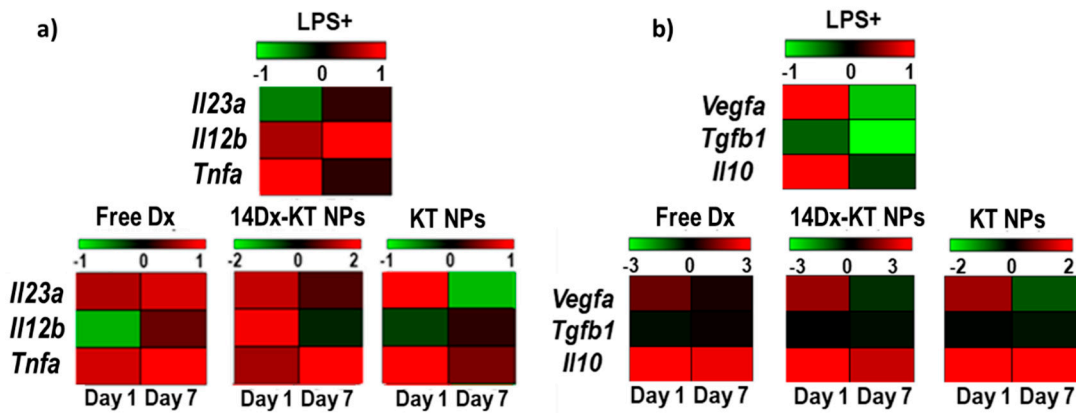 a)
LPS+
-1 0 1
Il23a
Il12b
Tnfa
Free Dx
14Dx-KT NPs
KT NPs
-1 0 1
-2 0 2
-1 0 1
Il23a
Il12b
Tnfa
Day 1 Day 7
Day 1 Day 7
Day 1 Day 7
b)
LPS+
-1 0 1
Vegfa
Tgfb1
Il10
Free Dx
14Dx-KT NPs
KT NPs
-3 0 3
-3 0 4
-2 0 2
Vegfa
Tgfb1
Il10
Day 1 Day 7
Day 1 Day 7
Day 1 Day 7